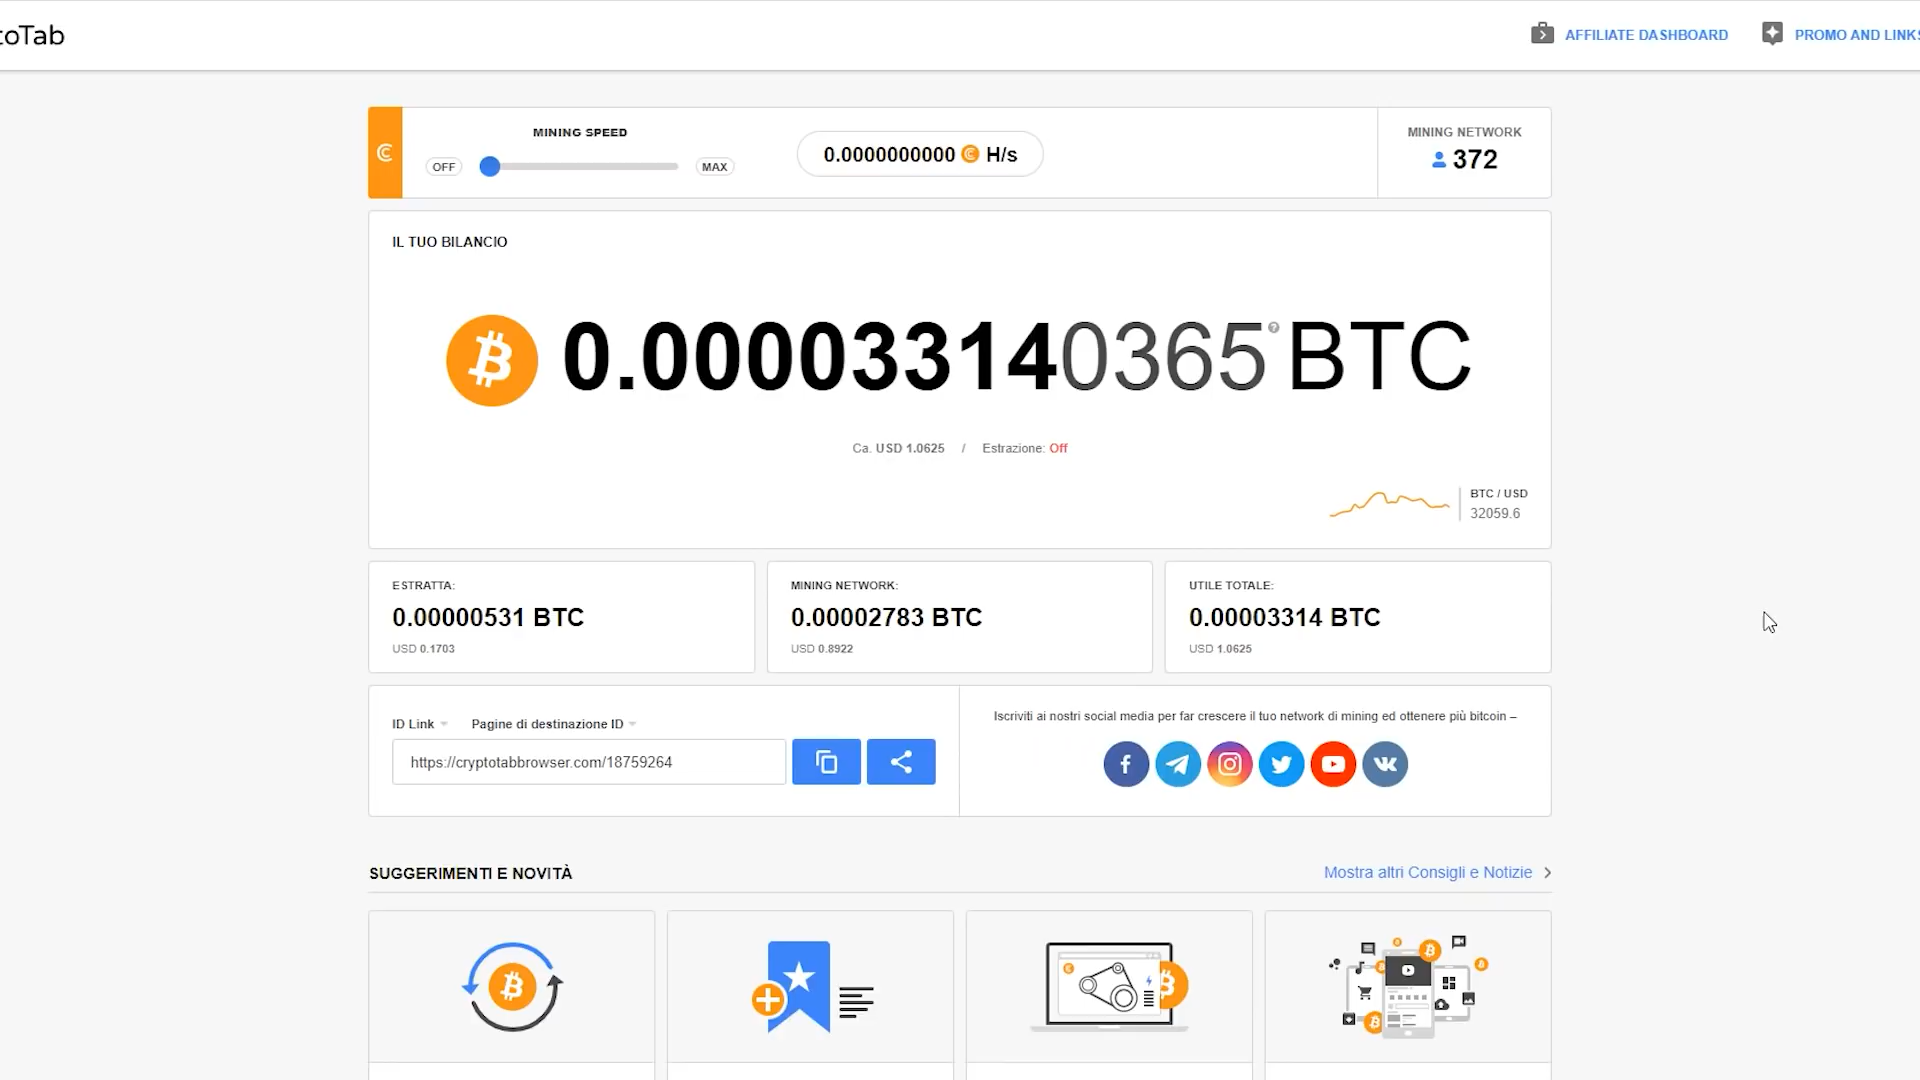 toTab
AFFILIATE DASHBOARD
PROMO AND LINKS
MINING SPEED
OFF
MAX
0.0000000000 H/s
MINING NETWORK
372
IL TUO BILANCIO
0.000033140365 BTC
Ca. USD 1.0625 / Estrazione: Off
BTC / USD
32059.6
ESTRATTA:
0.00000531 BTC
USD 0.1703
MINING NETWORK:
0.00002783 BTC
USD 0.8922
UTILE TOTALE:
0.00003314 BTC
USD 1.0625
ID Link
Pagine di destinazione ID
https://cryptotabbrowser.com/18759264
Iscriviti ai nostri social media per far crescere il tuo network di mining ed ottenere più bitcoin –
SUGGERIMENTI E NOVITÀ
Mostra altri Consigli e Notizie